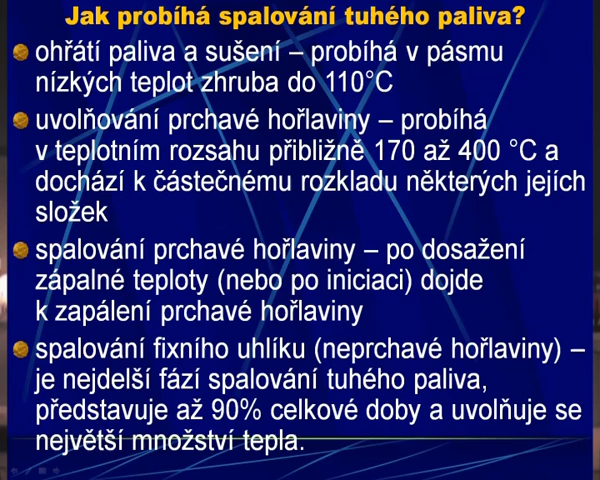 Jak probíhá spalování tuhého paliva?
ohřátí paliva a sušení – probíhá v pásmu
nízkých teplot zhruba do 110°C
uvolňování prchavé hořlaviny – probíhá
v teplotním rozsahu přibližně 170 až 400 °C a
dochází k částečnému rozkladu některých jejích
složek
spalování prchavé hořlaviny – po dosažení
zápalné teploty (nebo po iniciaci) dojde
k zapálení prchavé hořlaviny
spalování fixního uhlíku (neprchavé hořlaviny) –
je nejdelší fází spalování tuhého paliva,
představuje až 90% celkové doby a uvolňuje se
největší množství tepla.